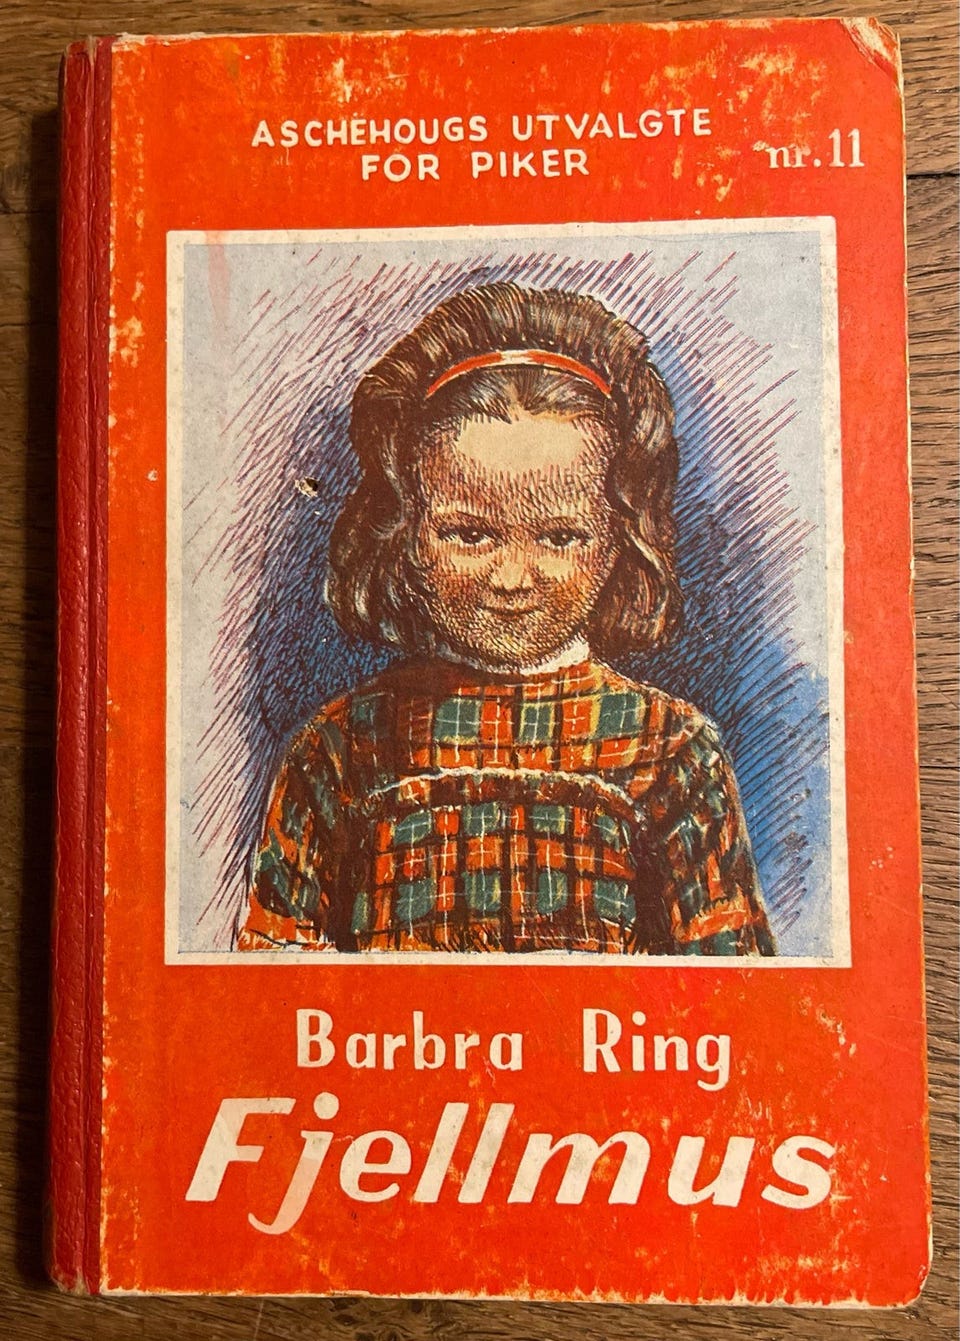 ASCHEHOUGS UTVALGTE
FOR PIKER
nr. 11
Barbra Ring
Fjellmus